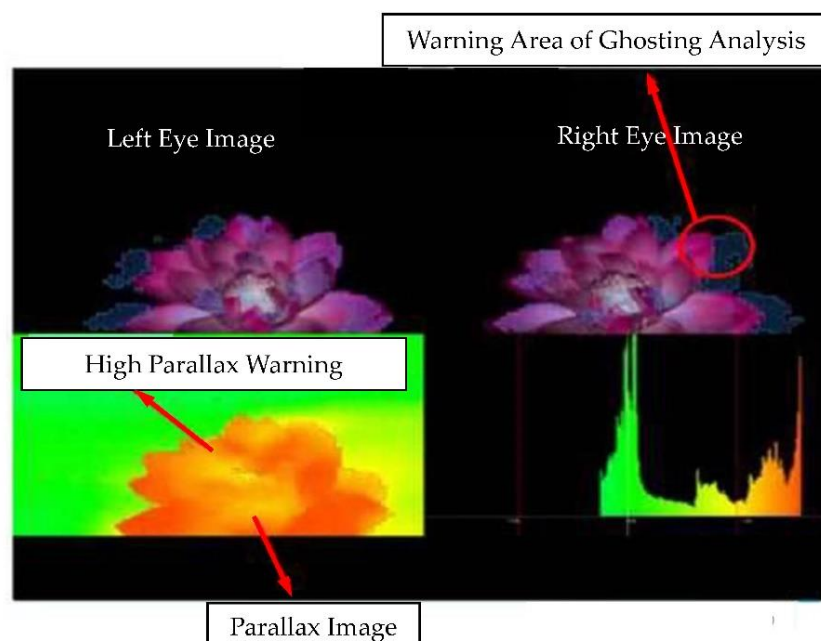 Warning Area of Ghosting Analysis
Left Eye Image
Right Eye Image
High Parallax Warning
Parallax Image